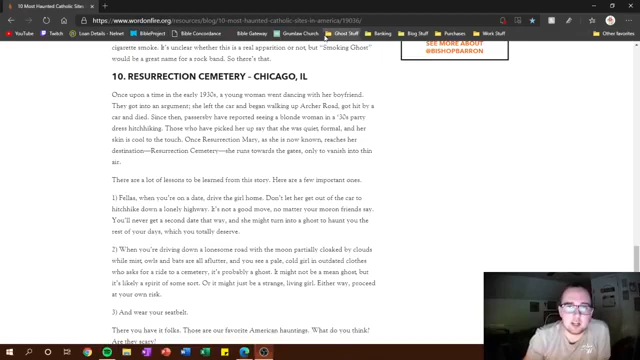 10 Most Haunted Catholic Sites in
https://www.wordonfire.org/resources/blog/10-most-haunted-catholic-sites-in-america/19036/
YouTube
Twitch
Loan Details - Nelnet
BibleProject
Bible Gateway
Grundaw Church
Ghost Stuff
Banking
Blog Stuff
Purchases
Work Stuff
Other favorites
cigarette smoke. It's unclear whether this is a real apparition or not, but "Smoking Ghost"
would be a great name for a rock band. So there's that.
SEE MORE ABOUT
@BISHOPBARRON
10. RESURRECTION CEMETERY – CHICAGO, IL
Once upon a time in the early 1930s, a young woman went dancing with her boyfriend.
They got into an argument; she left the car and began walking up Archer Road, got hit by
a car and died. Since then, passersby have reported seeing a blonde woman in a '30s party
dress hitchhiking. Those who have picked her up say that she was quiet, formal, and her
skin is cool to the touch. Once Resurrection Mary, as she is now known, reaches her
destination—Resurrection Cemetery—she runs towards the gates, only to vanish into thin
air.
There are a lot of lessons to be learned from this story. Here are a few important ones.
1) Fellas, when you're on a date, drive the girl home. Don't let her get out of the car to
hitchhike down a lonely highway. It's not a good move, no matter your moron friends say.
You'll never get a second date that way, and she might turn into a ghost to haunt you the
rest of your days, which you totally deserve.
2) When you're driving down a lonesome road with the moon partially cloaked by clouds
while mist, owls and bats are all aflutter, and you see a pale, cold girl in outdated clothes
who asks for a ride to a cemetery, it's probably a ghost. It might not be a mean ghost, but
it's likely a spirit of some sort. Or it might just be a strange, living girl. Either way, proceed
at your own risk.
3) And wear your seatbelt.
There you have it folks. Those are our favorite American hauntings. What do you think?
Are they scary?